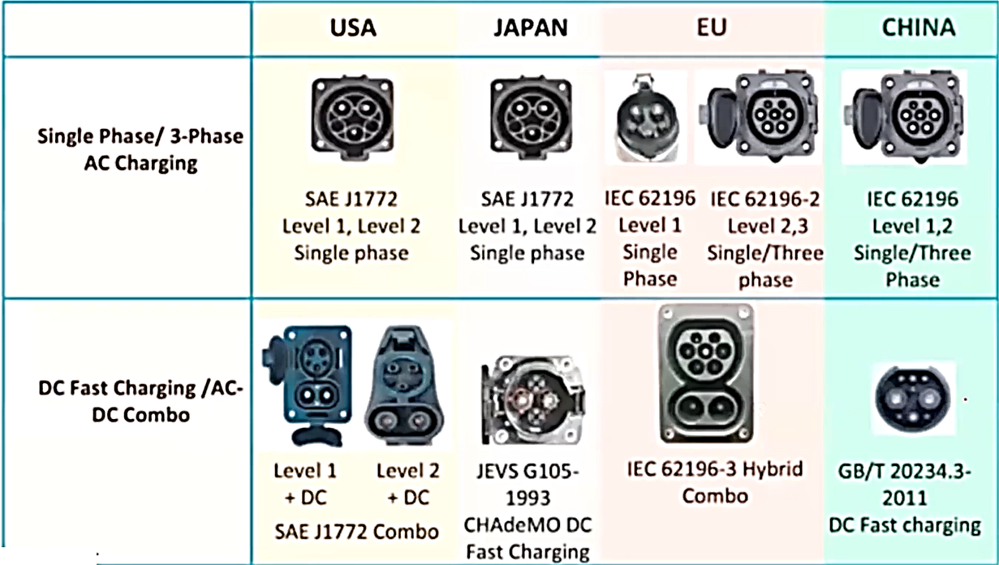 USA
JAPAN
EU
CHINA
Single Phase/ 3-Phase
AC Charging
SAE J1772
Level 1, Level 2
Single phase
SAE J1772
Level 1, Level 2
Single phase
IEC 62196
Level 1
Single
Phase
IEC 62196-2
Level 2,3
Single/Three
phase
IEC 62196
Level 1,2
Single/Three
Phase
DC Fast Charging /AC-
DC Combo
Level 1
+ DC
Level 2
+ DC
SAE J1772 Combo
JEVS G105-
1993
CHAdeMO DC
Fast Charging
IEC 62196-3 Hybrid
Combo
GB/T 20234.3-
2011
DC Fast charging